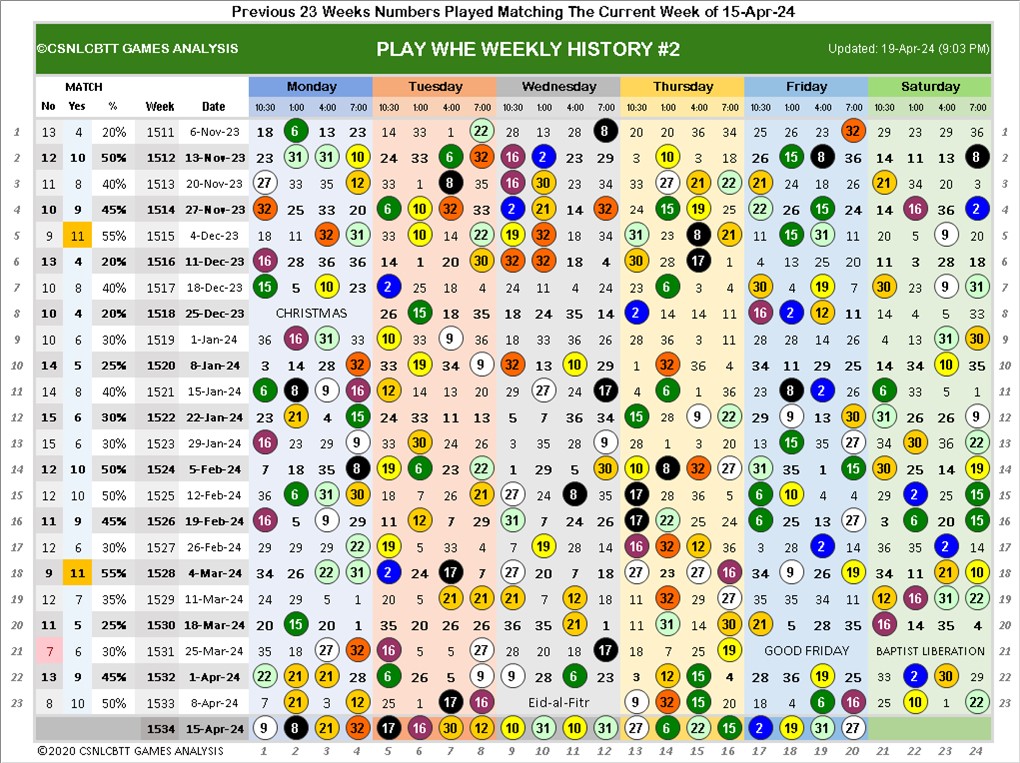 Previous 23 Weeks Numbers Played Matching The Current Week of 15-Apr-24
©CSNLCBTT GAMES ANALYSIS PLAY WHE WEEKLY HISTORY #2 Updated: 19-Apr-24 (9:03 PM)
MATCH Monday Tuesday Wednesday Thursday Friday Saturday
No Yes % Week Date 10:30 1:00 4:00 7:00 10:30 1:00 4:00 7:00 10:30 1:00 4:00 7:00 10:30 1:00 4:00 7:00 10:30 1:00 4:00 7:00 10:30 1:00 4:00 7:00
1 13 4 20% 1511 6-Nov-23 18 6 13 23 14 33 1 22 28 13 28 8 20 20 36 34 25 26 23 32 29 23 29 36 1
2 12 10 50% 1512 13-Nov-23 23 31 31 10 24 33 6 32 16 2 23 29 3 10 3 18 26 15 8 36 14 11 13 8 2
3 11 8 40% 1513 20-Nov-23 27 33 35 12 33 1 8 35 16 30 23 34 33 27 21 22 21 24 18 26 21 34 20 3 3
4 10 9 45% 1514 27-Nov-23 32 25 33 20 6 10 32 33 2 21 14 32 24 15 19 25 22 26 15 24 14 16 36 2 4
5 9 11 55% 1515 4-Dec-23 18 11 32 31 33 10 14 22 19 32 18 34 31 23 8 21 11 15 31 11 20 5 9 20 5
6 13 4 20% 1516 11-Dec-23 16 28 36 36 14 1 20 30 32 32 18 4 30 28 17 1 4 13 25 20 11 3 28 18 6
7 10 8 40% 1517 18-Dec-23 15 5 10 23 2 25 18 4 24 11 4 24 13 6 3 4 30 4 19 7 30 23 9 31 7
8 10 4 20% 1518 25-Dec-23 CHRISTMAS 26 15 18 35 18 24 35 14 2 14 14 11 16 2 12 11 14 4 5 33 8
9 10 6 30% 1519 1-Jan-24 36 16 31 33 10 33 9 36 14 23 26 26 28 36 3 11 28 28 14 26 4 13 31 30 9
10 14 5 25% 1520 8-Jan-24 3 14 28 32 33 19 34 9 32 13 10 29 1 32 36 4 34 11 29 25 14 34 10 35 10
11 14 8 40% 1521 15-Jan-24 6 8 9 16 12 11 14 20 29 27 24 17 4 6 1 36 23 8 2 26 6 33 5 1 11
12 15 6 30% 1522 22-Jan-24 23 21 4 15 24 33 11 13 5 7 36 34 15 28 9 22 29 9 13 30 31 26 26 9 12
13 15 6 30% 1523 29-Jan-24 16 23 29 9 33 30 24 26 3 35 28 9 28 1 3 20 13 15 35 27 34 30 36 22 13
14 12 10 50% 1524 5-Feb-24 7 18 35 8 19 6 23 22 1 29 5 30 10 8 32 27 31 35 1 15 30 25 14 19 14
15 12 10 50% 1525 12-Feb-24 36 6 31 30 18 7 26 21 27 24 8 35 17 28 36 5 6 10 4 4 29 2 25 15 15
16 11 9 45% 1526 19-Feb-24 16 5 9 29 11 12 7 29 31 7 24 26 17 22 25 24 6 25 13 27 3 6 20 15 16
17 12 6 30% 1527 26-Feb-24 29 29 29 22 19 5 33 4 7 19 28 14 16 32 12 36 3 28 2 14 36 35 2 14 17
18 9 11 55% 1528 4-Mar-24 34 26 22 31 2 24 17 7 27 20 7 18 27 23 27 16 34 9 26 19 34 11 21 10 18
19 12 7 35% 1529 11-Mar-24 24 29 5 1 20 5 21 21 21 7 12 18 11 32 29 27 35 35 34 11 12 16 31 22 19
20 11 5 25% 1530 18-Mar-24 20 15 20 1 35 20 26 26 36 35 21 1 11 31 14 30 21 5 28 35 16 14 35 4 20
21 7 6 30% 1531 25-Mar-24 35 18 27 32 16 5 5 27 28 20 18 17 18 7 25 19 GOOD FRIDAY BAPTIST LIBERATION 21
22 13 9 45% 1532 1-Apr-24 22 21 21 28 6 26 5 9 9 28 6 23 3 12 15 4 28 36 19 25 33 2 30 29 22
23 8 10 50% 1533 8-Apr-24 7 21 3 12 25 1 17 16 Eid-al-Fitr 9 32 15 20 18 4 6 16 25 10 1 22 23
1534 15-Apr-24 9 8 21 32 17 16 30 12 10 31 10 31 27 6 22 15 2 19 31 27
©2020 CSNLCBTT GAMES ANALYSIS 1 2 3 4 5 6 7 8 9 10 11 12 13 14 15 16 17 18 19 20 21 22 23 24